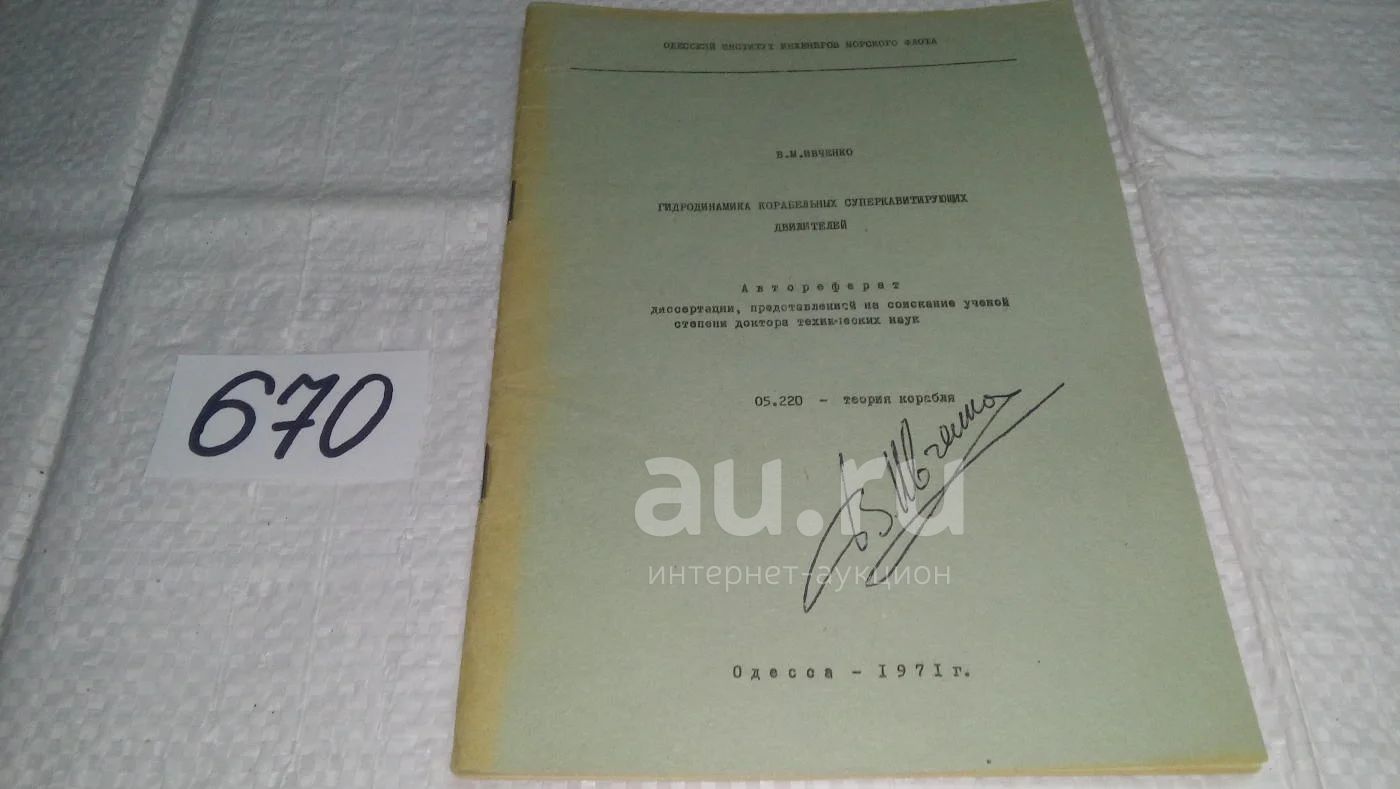 ОДЕССКИЙ ИНСТИТУТ ИНЖЕНЕРОВ МОРСКОГО ФЛОТА
В.М.ИВЧЕНКО
ГИДРОДИНАМИКА КОРАБЕЛЬНЫХ СУПЕРКАВИТИРУЮЩИХ
ДВИЖИТЕЛЕЙ
Автореферат
диссертации, представленной на соискание ученой
степени доктора технических наук
05.220 - теория корабля
В.Ивченко
670
au.ru
интернет-аукцион
Одесса - 1971г.